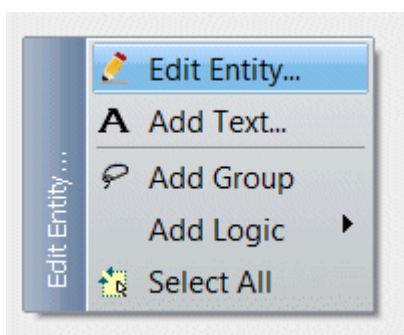 Edit Entity...
Edit Entity...
Add Text...
Add Group
Add Logic
Select All